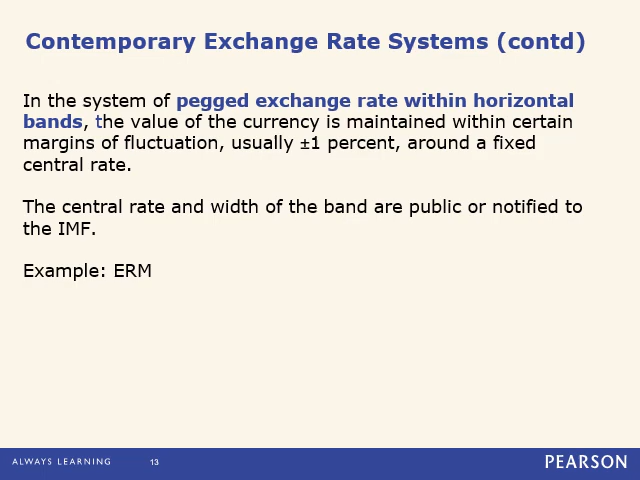 Contemporary Exchange Rate Systems (contd)
In the system of pegged exchange rate within horizontal
bands, the value of the currency is maintained within certain
margins of fluctuation, usually ±1 percent, around a fixed
central rate.
The central rate and width of the band are public or notified to
the IMF.
Example: ERM
ALWAYS LEARNING 13 PEARSON